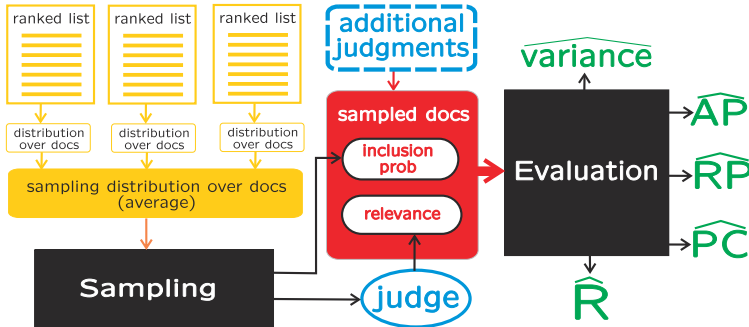 ranked list
ranked list
ranked list
distribution
over docs
distribution
over docs
distribution
over docs
sampling distribution over docs
(average)
Sampling
additional
judgments
sampled docs
inclusion
prob
relevance
judge
variance
Evaluation
AP
RP
PC
R